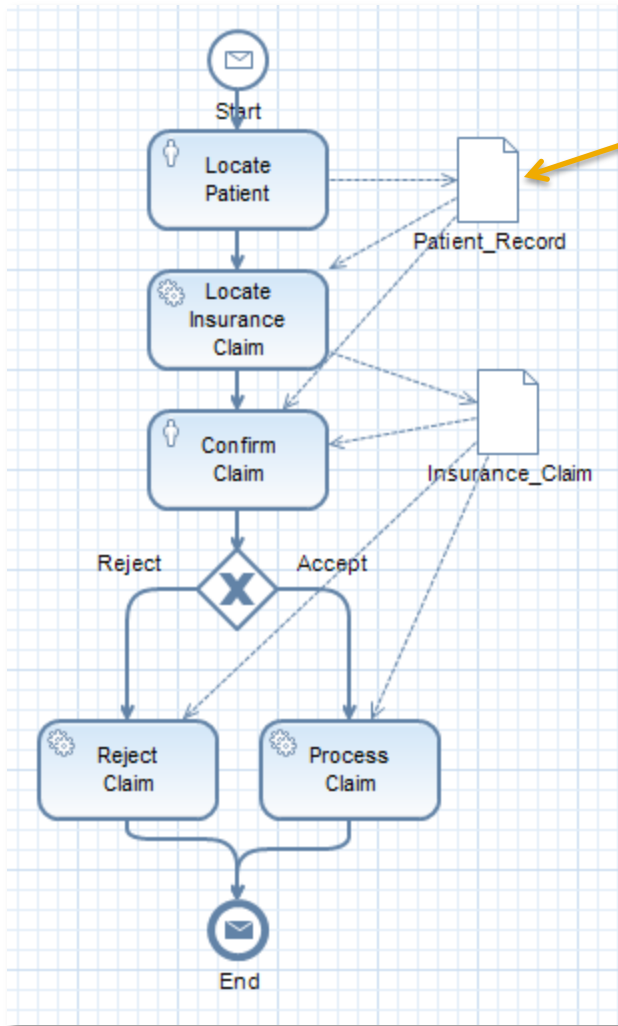 Start
Locate
Patient
Patient_Record
Locate
Insurance
Claim
Confirm
Claim
Insurance_Claim
Reject
Accept
Reject
Claim
Process
Claim
End